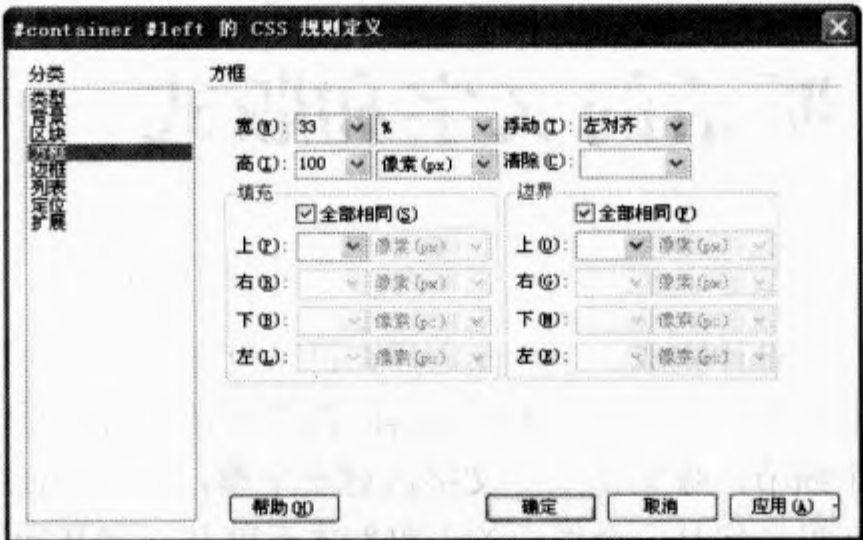 #container #left 的 CSS 规则定义
分类
类型
背景
区块
方框
边框
列表
定位
扩展
方框
宽(W): 33 % 浮动(T): 左对齐
高(I): 100 像素(px) 清除(C):
填充 边界
全部相同(S) 全部相同(F)
上(P): 像素(px) 上(O): 像素(px)
右(R): 像素(px) 右(G): 像素(px)
下(B): 像素(px) 下(M): 像素(px)
左(L): 像素(px) 左(E): 像素(px)
帮助(H) 确定 取消 应用(A)